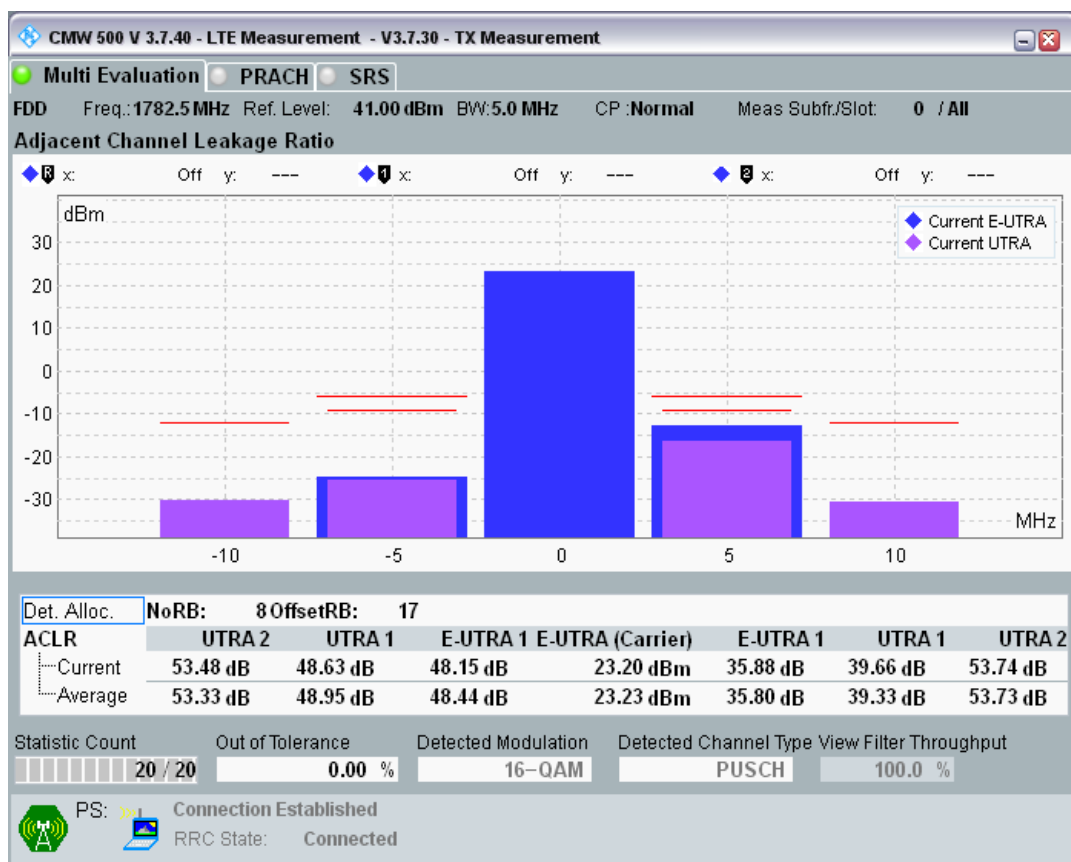 CMW 500 V 3.7.40 - LTE Measurement - V3.7.30 - TX Measurement
Multi Evaluation PRACH SRS
FDD Freq.:1782.5 MHz Ref. Level: 41.00 dBm BW:5.0 MHz CP :Normal Meas Subfr./Slot: 0 / All
Adjacent Channel Leakage Ratio
R x: Off y: --- 1 x: Off y: --- 2 x: Off y: ---
dBm
Current E-UTRA
Current UTRA
30
20
10
0
-10
-20
-30
MHz
-10 -5 0 5 10
Det. Alloc. NoRB: 8 OffsetRB: 17
ACLR UTRA 2 UTRA 1 E-UTRA 1 E-UTRA (Carrier) E-UTRA 1 UTRA 1 UTRA 2
Current 53.48 dB 48.63 dB 48.15 dB 23.20 dBm 35.88 dB 39.66 dB 53.74 dB
Average 53.33 dB 48.95 dB 48.44 dB 23.23 dBm 35.80 dB 39.33 dB 53.73 dB
Statistic Count Out of Tolerance Detected Modulation Detected Channel Type View Filter Throughput
20 / 20 0.00 % 16-QAM PUSCH 100.0 %
PS: Connection Established
RRC State: Connected